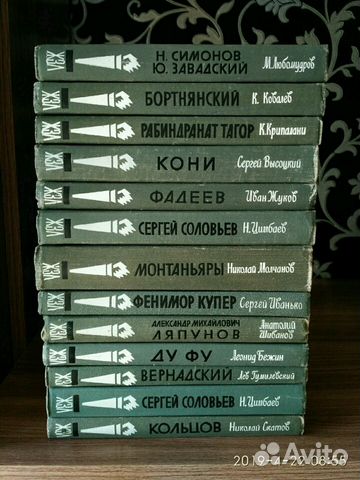 ЖЗЛ
Н. СИМОНОВ
Ю. ЗАВАДСКИЙ
М. Любомудров
ЖЗЛ
БОРТНЯНСКИЙ К. Ковалев
ЖЗЛ
РАБИНДРАНАТ ТАГОР К. Крипалани
ЖЗЛ
КОНИ Сергей Высоцкий
ЖЗЛ
ФАДЕЕВ Иван Жуков
ЖЗЛ
СЕРГЕЙ СОЛОВЬЕВ Н. Цимбаев
ЖЗЛ
МОНТАНЬЯРЫ Николай Молчанов
ЖЗЛ
ФЕНИМОР КУПЕР Сергей Иванько
ЖЗЛ
АЛЕКСАНДР МИХАЙЛОВИЧ
ЛЯПУНОВ
Анатолий
Шибанов
ЖЗЛ
ДУ ФУ Леонид Бежин
ЖЗЛ
ВЕРНАДСКИЙ Лев Гумилевский
ЖЗЛ
СЕРГЕЙ СОЛОВЬЕВ Н. Цимбаев
ЖЗЛ
КОЛЬЦОВ Николай Скатов
Avito
2019-4-22 08:55